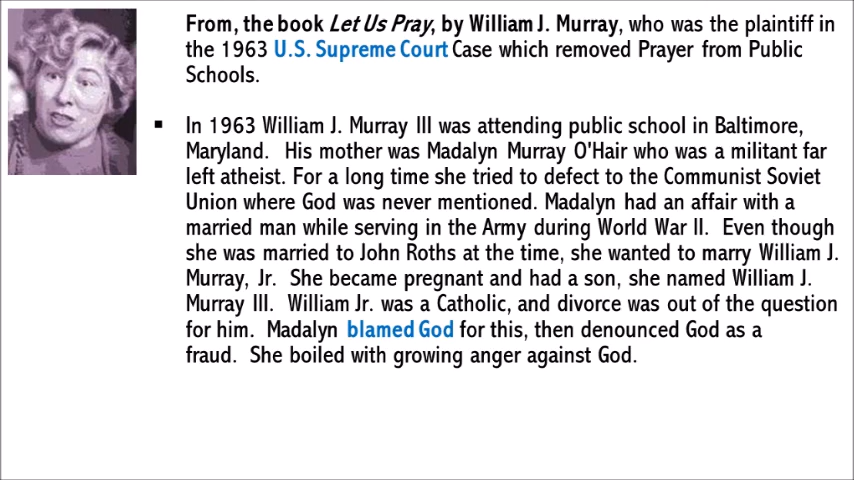 From, the book Let Us Pray, by William J. Murray, who was the plaintiff in
the 1963 U.S. Supreme Court Case which removed Prayer from Public
Schools.
▪ In 1963 William J. Murray III was attending public school in Baltimore,
Maryland. His mother was Madalyn Murray O'Hair who was a militant far
left atheist. For a long time she tried to defect to the Communist Soviet
Union where God was never mentioned. Madalyn had an affair with a
married man while serving in the Army during World War II. Even though
she was married to John Roths at the time, she wanted to marry William J.
Murray, Jr. She became pregnant and had a son, she named William J.
Murray III. William Jr. was a Catholic, and divorce was out of the question
for him. Madalyn blamed God for this, then denounced God as a
fraud. She boiled with growing anger against God.